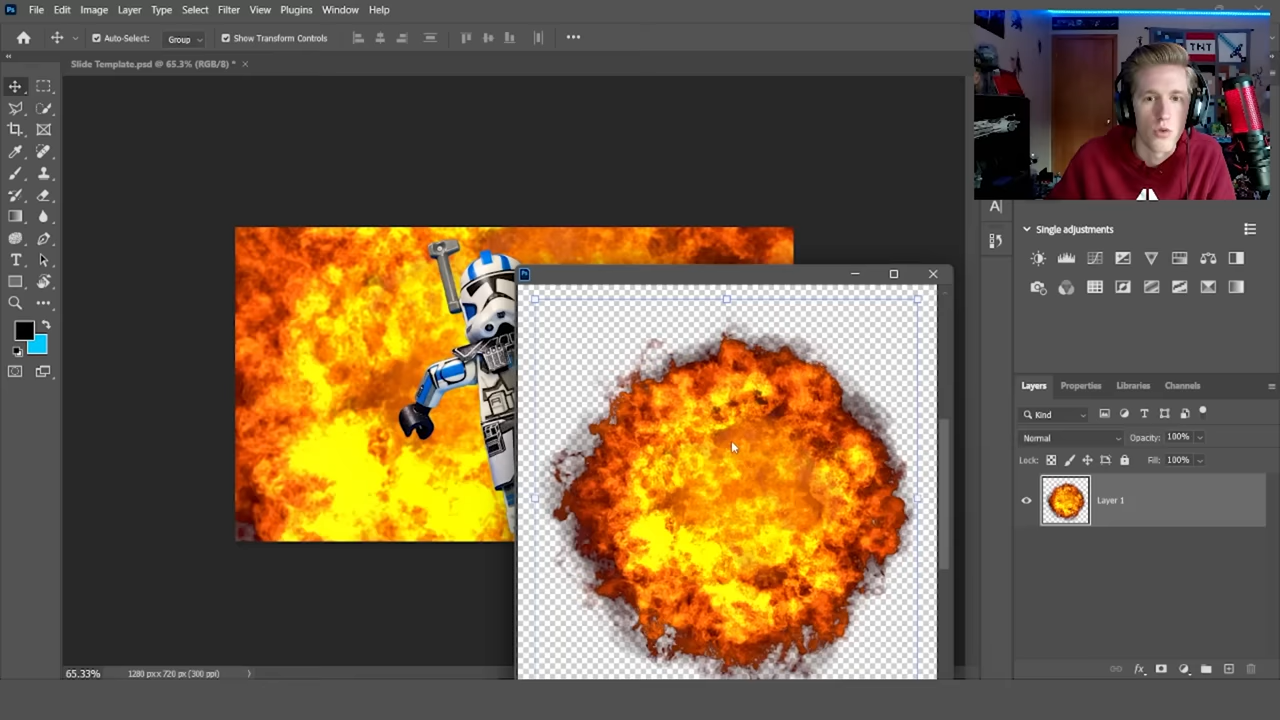 Ps File Edit Image Layer Type Select Filter View Plugins Window Help
Auto-Select: Group Show Transform Controls
Slide Template.psd @ 65.3% (RGB/8) * ×
TNT
Single adjustments
Ps
Layers Properties Libraries Channels
Kind
Normal Opacity: 100%
Lock: Fill: 100%
Layer 1
65.33% 1280 px x 720 px (300 ppi)